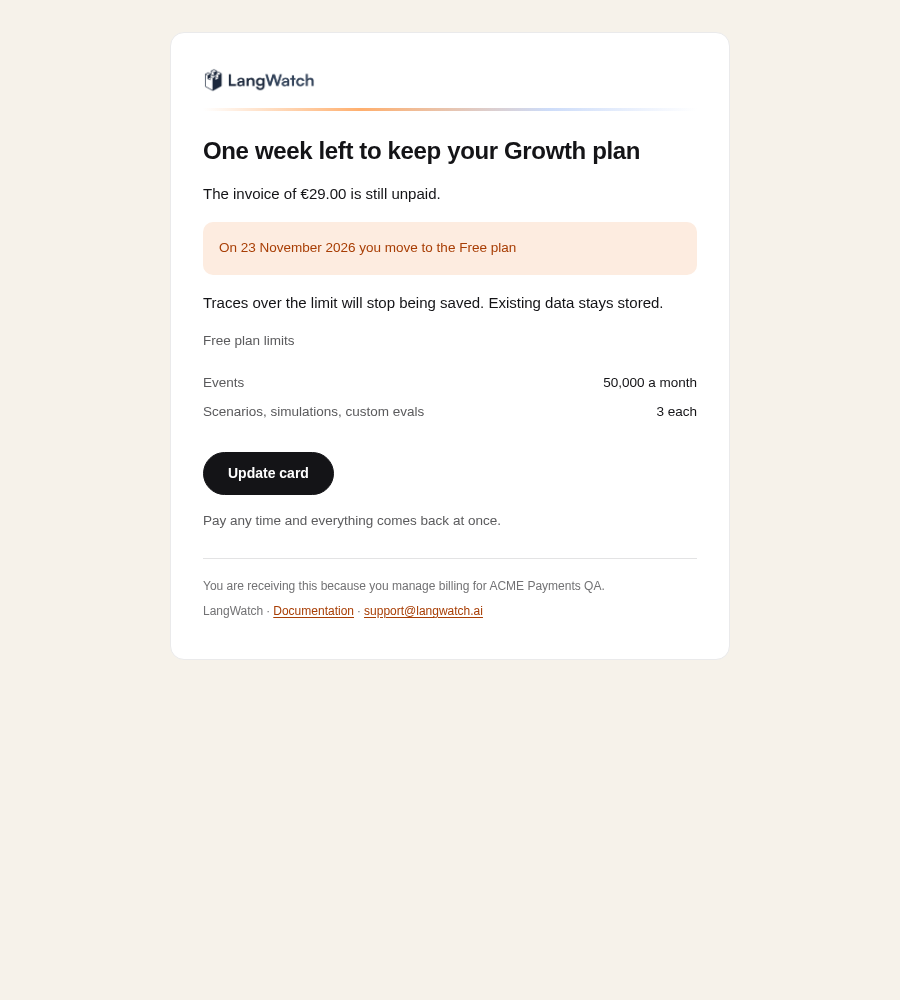 LangWatch
One week left to keep your Growth plan
The invoice of €29.00 is still unpaid.
On 23 November 2026 you move to the Free plan
Traces over the limit will stop being saved. Existing data stays stored.
Free plan limits
Events 50,000 a month
Scenarios, simulations, custom evals 3 each
Update card
Pay any time and everything comes back at once.
You are receiving this because you manage billing for ACME Payments QA.
LangWatch · Documentation · support@langwatch.ai